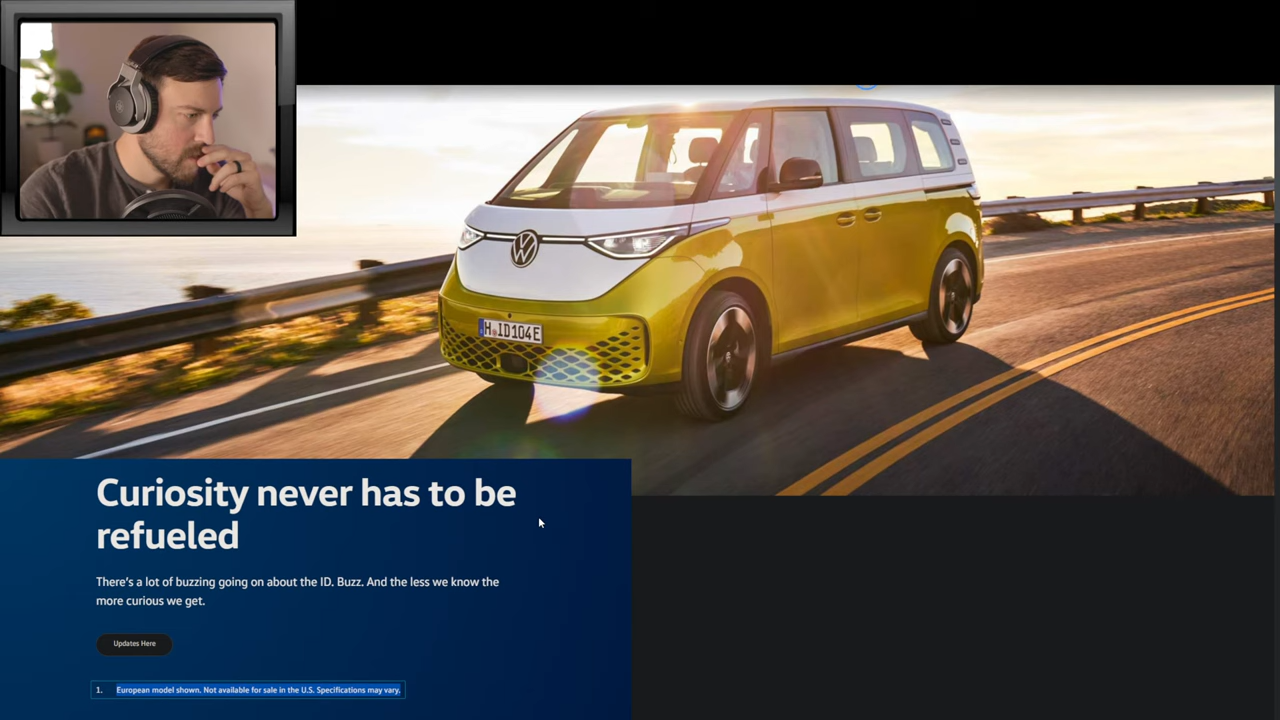 H ID104E
Curiosity never has to be
refueled
There's a lot of buzzing going on about the ID. Buzz. And the less we know the
more curious we get.
Updates Here
1. European model shown. Not available for sale in the U.S. Specifications may vary.